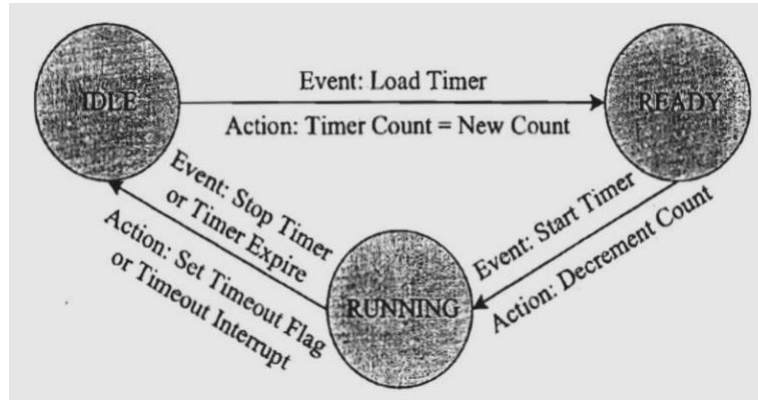 IDLE
Event: Load Timer
Action: Timer Count = New Count
READY
Event: Stop Timer
or Timer Expire
Action: Set Timeout Flag
or Timeout Interrupt
RUNNING
Event: Start Timer
Action: Decrement Count